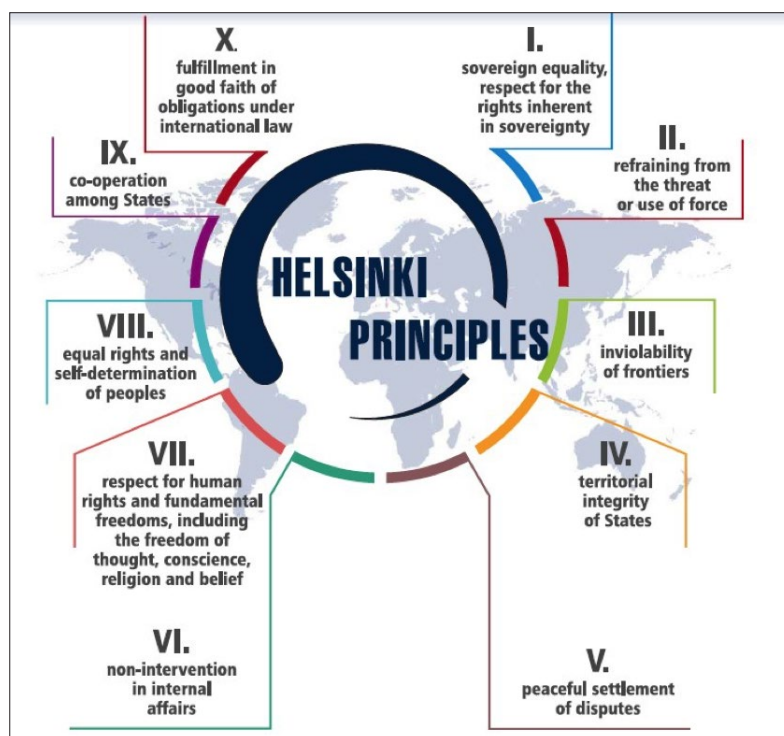 HELSINKI
PRINCIPLES
I.
sovereign equality,
respect for the
rights inherent
in sovereignty
II.
refraining from
the threat
or use of force
III.
inviolability
of frontiers
IV.
territorial
integrity
of States
V.
peaceful settlement
of disputes
VI.
non-intervention
in internal
affairs
VII.
respect for human
rights and fundamental
freedoms, including
the freedom of
thought, conscience,
religion and belief
VIII.
equal rights and
self-determination
of peoples
IX.
co-operation
among States
X.
fulfillment in
good faith of
obligations under
international law